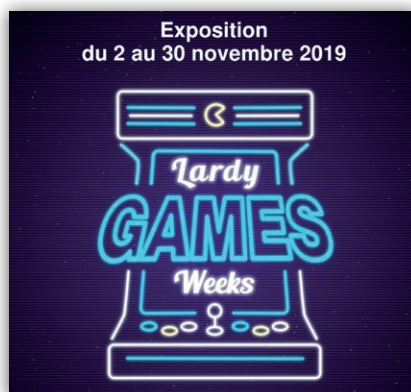 Exposition
du 2 au 30 novembre 2019
Lardy
GAMES
Weeks